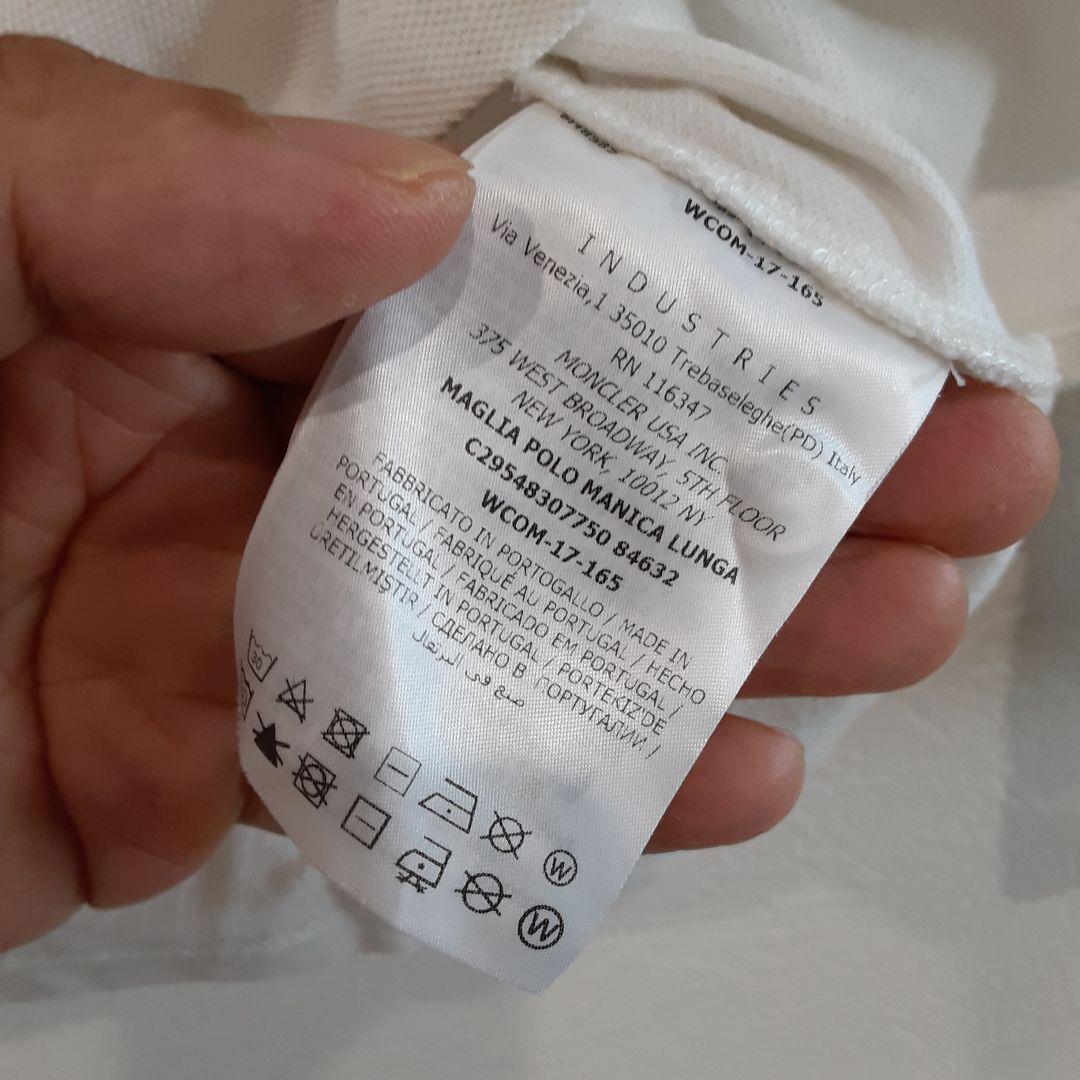 WCOM-17-165
INDUSTRIES
Via Venezia,1 35010 Trebaseleghe(PD) Italy
RN 116347
MONCLER USA INC.
375 WEST BROADWAY, 5TH FLOOR
NEW YORK, 10012 NY
MAGLIA POLO MANICA LUNGA
C29548307750 84632
WCOM-17-165
FABBRICATO IN PORTOGALLO / MADE IN
PORTUGAL / FABRIQUÉ AU PORTUGAL / HECHO
EN PORTUGAL / FABRICADO EM PORTUGAL /
HERGESTELLT IN PORTUGAL / PORTEKIZ'DE
ÜRETILMIŞTIR / СДЕЛАНО В ПОРТУГАЛИИ /
صنع في البرتغال
30
W
W